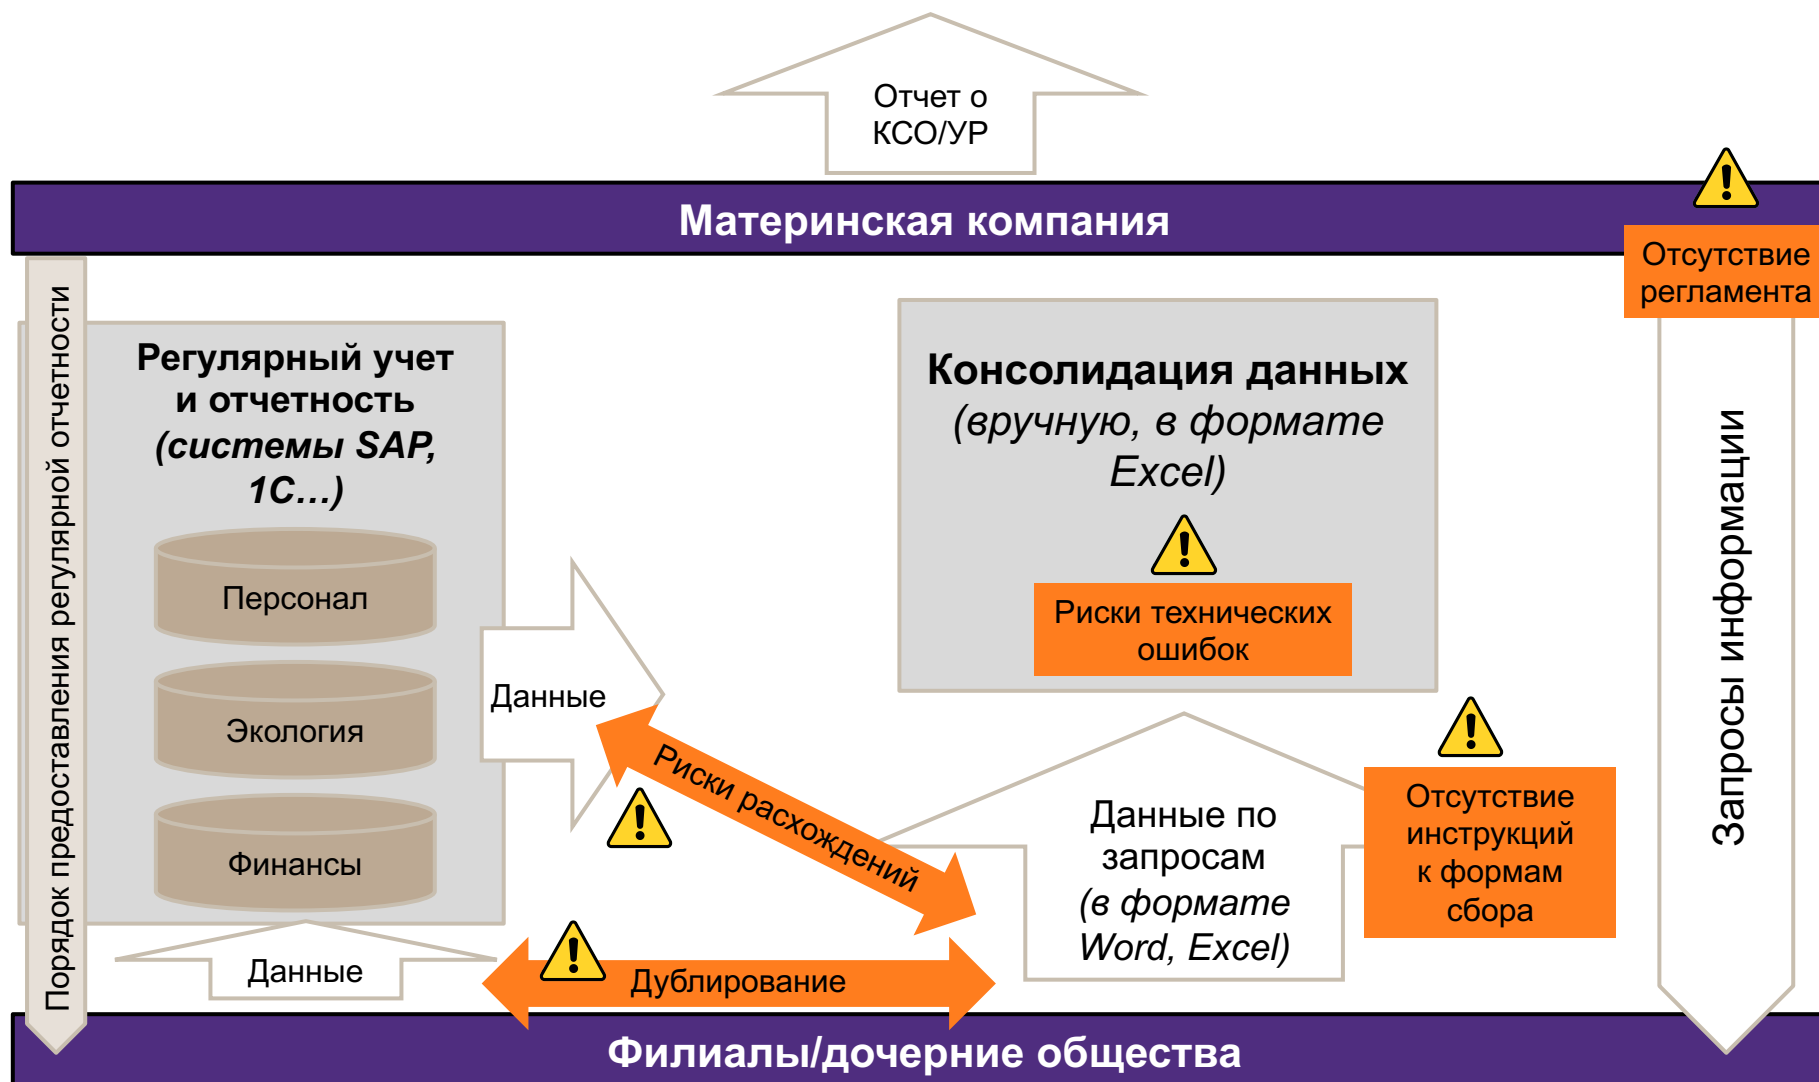 Отчет о
КСО/УР
Материнская компания
Отсутствие
регламента
Порядок предоставления регулярной отчетности
Регулярный учет
и отчетность
(системы SAP,
1С…)
Персонал
Экология
Финансы
Данные
Данные
Консолидация данных
(вручную, в формате
Excel)
Риски технических
ошибок
Риски расхождений
Дублирование
Данные по
запросам
(в формате
Word, Excel)
Отсутствие
инструкций
к формам
сбора
Запросы информации
Филиалы/дочерние общества